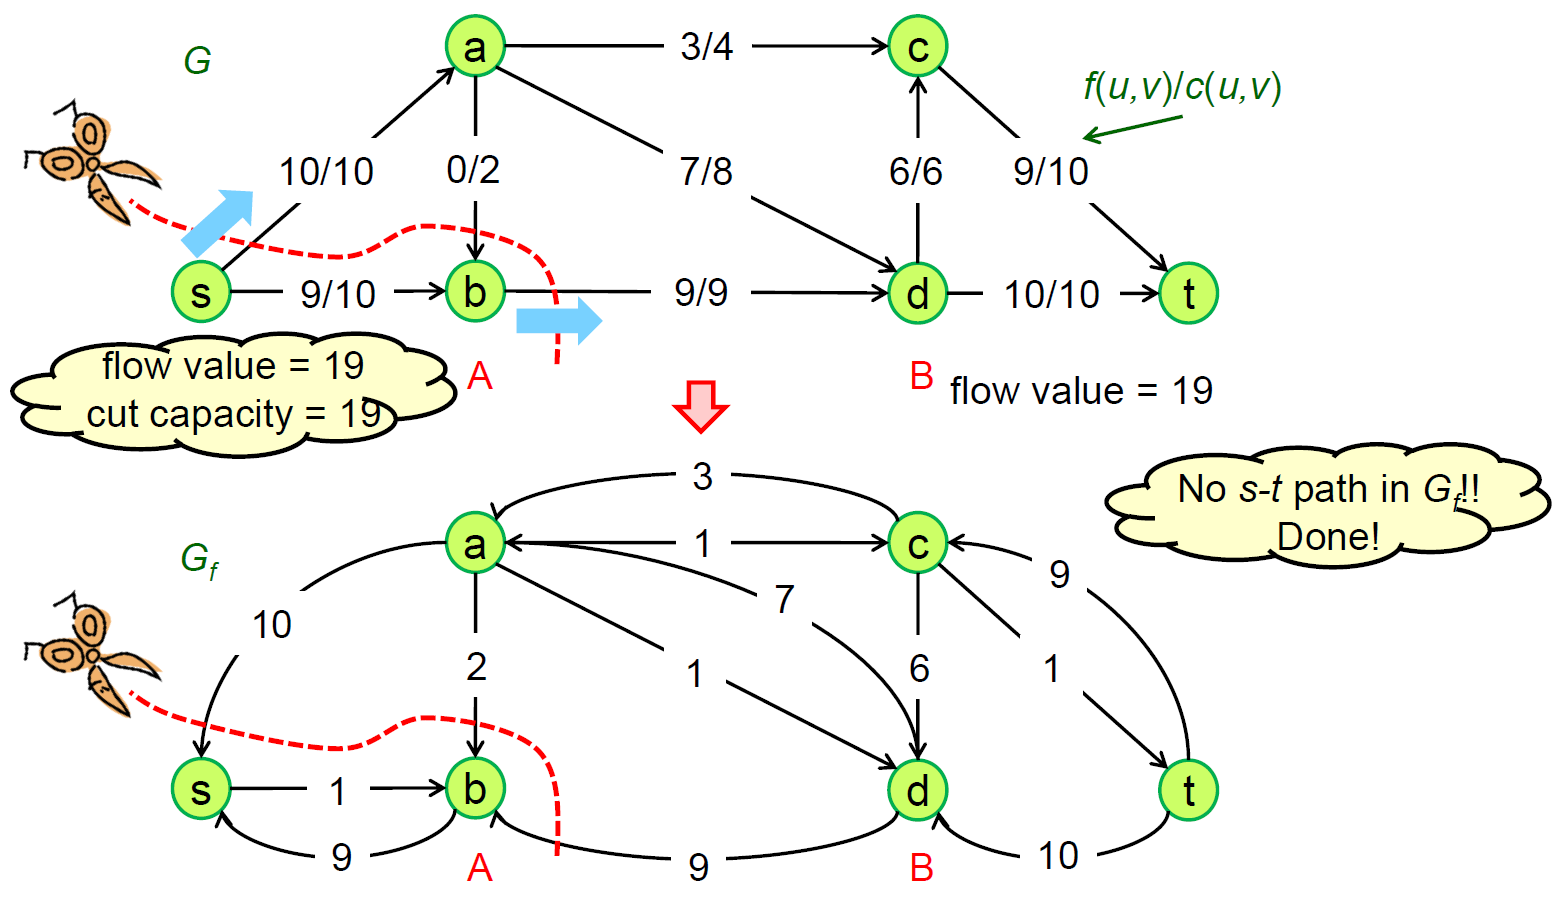 G
a
3/4
c
f(u,v)/c(u,v)
10/10
0/2
7/8
6/6
9/10
s
9/10
b
9/9
d
10/10
t
flow value = 19
cut capacity = 19
A
B
flow value = 19
3
No s-t path in Gf!!
Done!
Gf
a
1
c
9
7
10
2
1
6
1
s
1
b
d
t
9
A
9
B
10